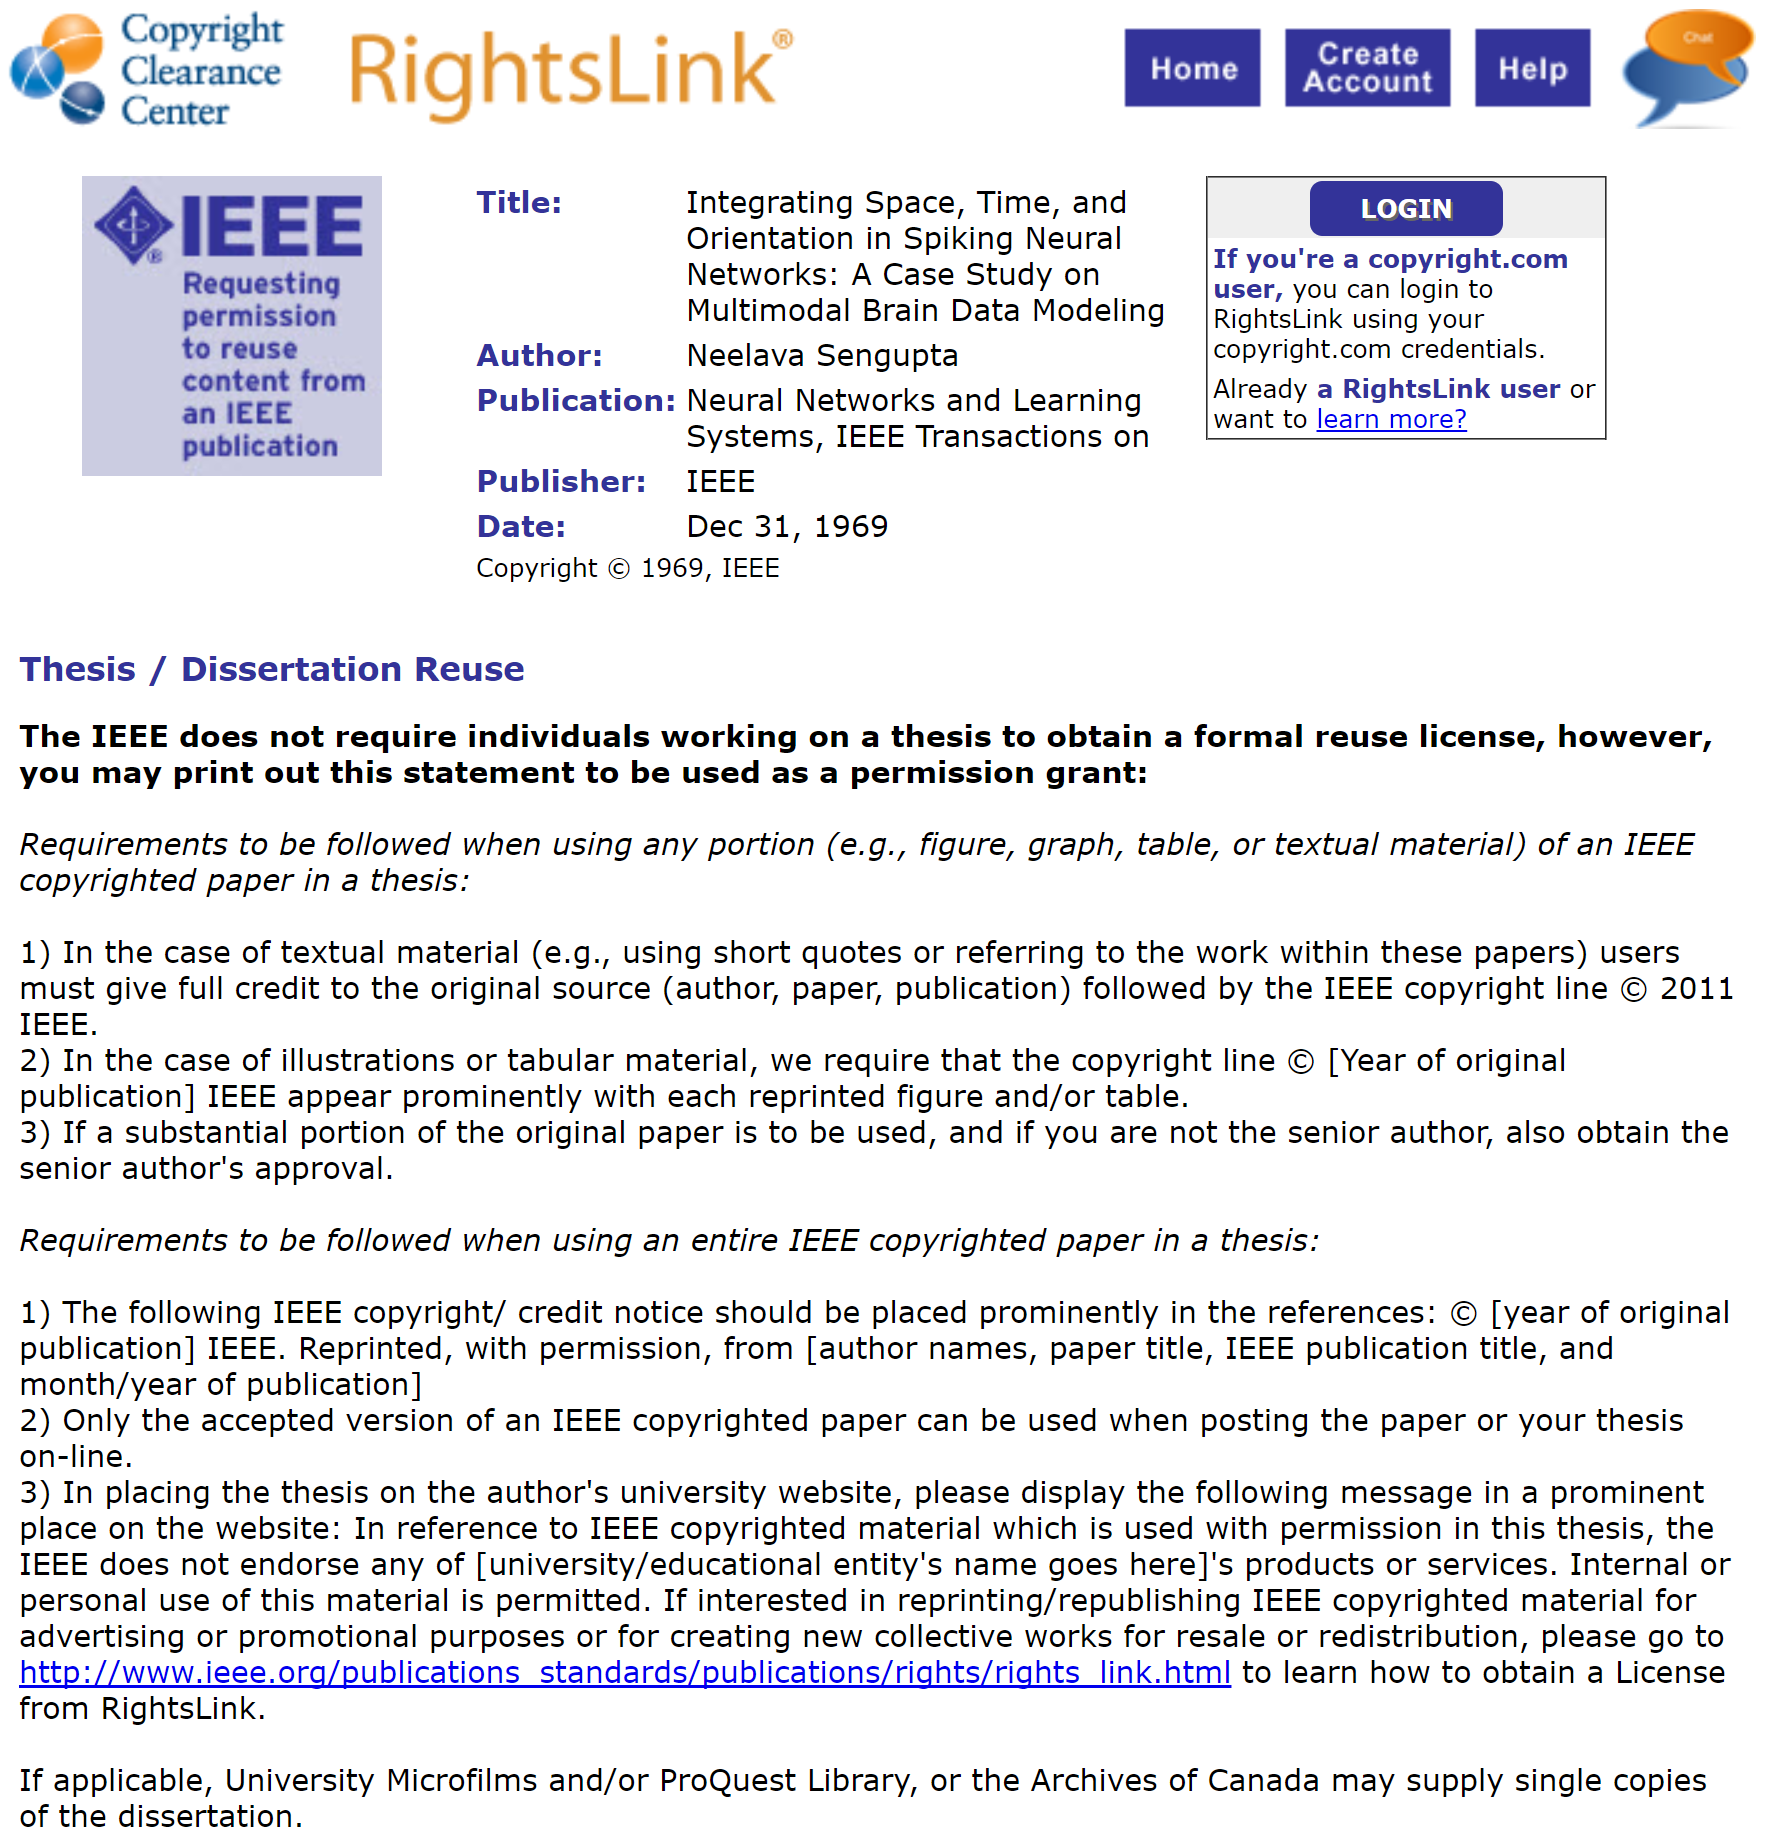 Copyright
Clearance
Center
RightsLink®
Home
Create
Account
Help
Chat
IEEE
®
Requesting
permission
to reuse
content from
an IEEE
publication
Title: Integrating Space, Time, and
Orientation in Spiking Neural
Networks: A Case Study on
Multimodal Brain Data Modeling
Author: Neelava Sengupta
Publication: Neural Networks and Learning
Systems, IEEE Transactions on
Publisher: IEEE
Date: Dec 31, 1969
Copyright © 1969, IEEE
LOGIN
If you're a copyright.com
user, you can login to
RightsLink using your
copyright.com credentials.
Already a RightsLink user or
want to learn more?
Thesis / Dissertation Reuse
The IEEE does not require individuals working on a thesis to obtain a formal reuse license, however,
you may print out this statement to be used as a permission grant:
Requirements to be followed when using any portion (e.g., figure, graph, table, or textual material) of an IEEE
copyrighted paper in a thesis:
1) In the case of textual material (e.g., using short quotes or referring to the work within these papers) users
must give full credit to the original source (author, paper, publication) followed by the IEEE copyright line © 2011
IEEE.
2) In the case of illustrations or tabular material, we require that the copyright line © [Year of original
publication] IEEE appear prominently with each reprinted figure and/or table.
3) If a substantial portion of the original paper is to be used, and if you are not the senior author, also obtain the
senior author's approval.
Requirements to be followed when using an entire IEEE copyrighted paper in a thesis:
1) The following IEEE copyright/ credit notice should be placed prominently in the references: © [year of original
publication] IEEE. Reprinted, with permission, from [author names, paper title, IEEE publication title, and
month/year of publication]
2) Only the accepted version of an IEEE copyrighted paper can be used when posting the paper or your thesis
on-line.
3) In placing the thesis on the author's university website, please display the following message in a prominent
place on the website: In reference to IEEE copyrighted material which is used with permission in this thesis, the
IEEE does not endorse any of [university/educational entity's name goes here]'s products or services. Internal or
personal use of this material is permitted. If interested in reprinting/republishing IEEE copyrighted material for
advertising or promotional purposes or for creating new collective works for resale or redistribution, please go to
http://www.ieee.org/publications_standards/publications/rights/rights_link.html to learn how to obtain a License
from RightsLink.
If applicable, University Microfilms and/or ProQuest Library, or the Archives of Canada may supply single copies
of the dissertation.